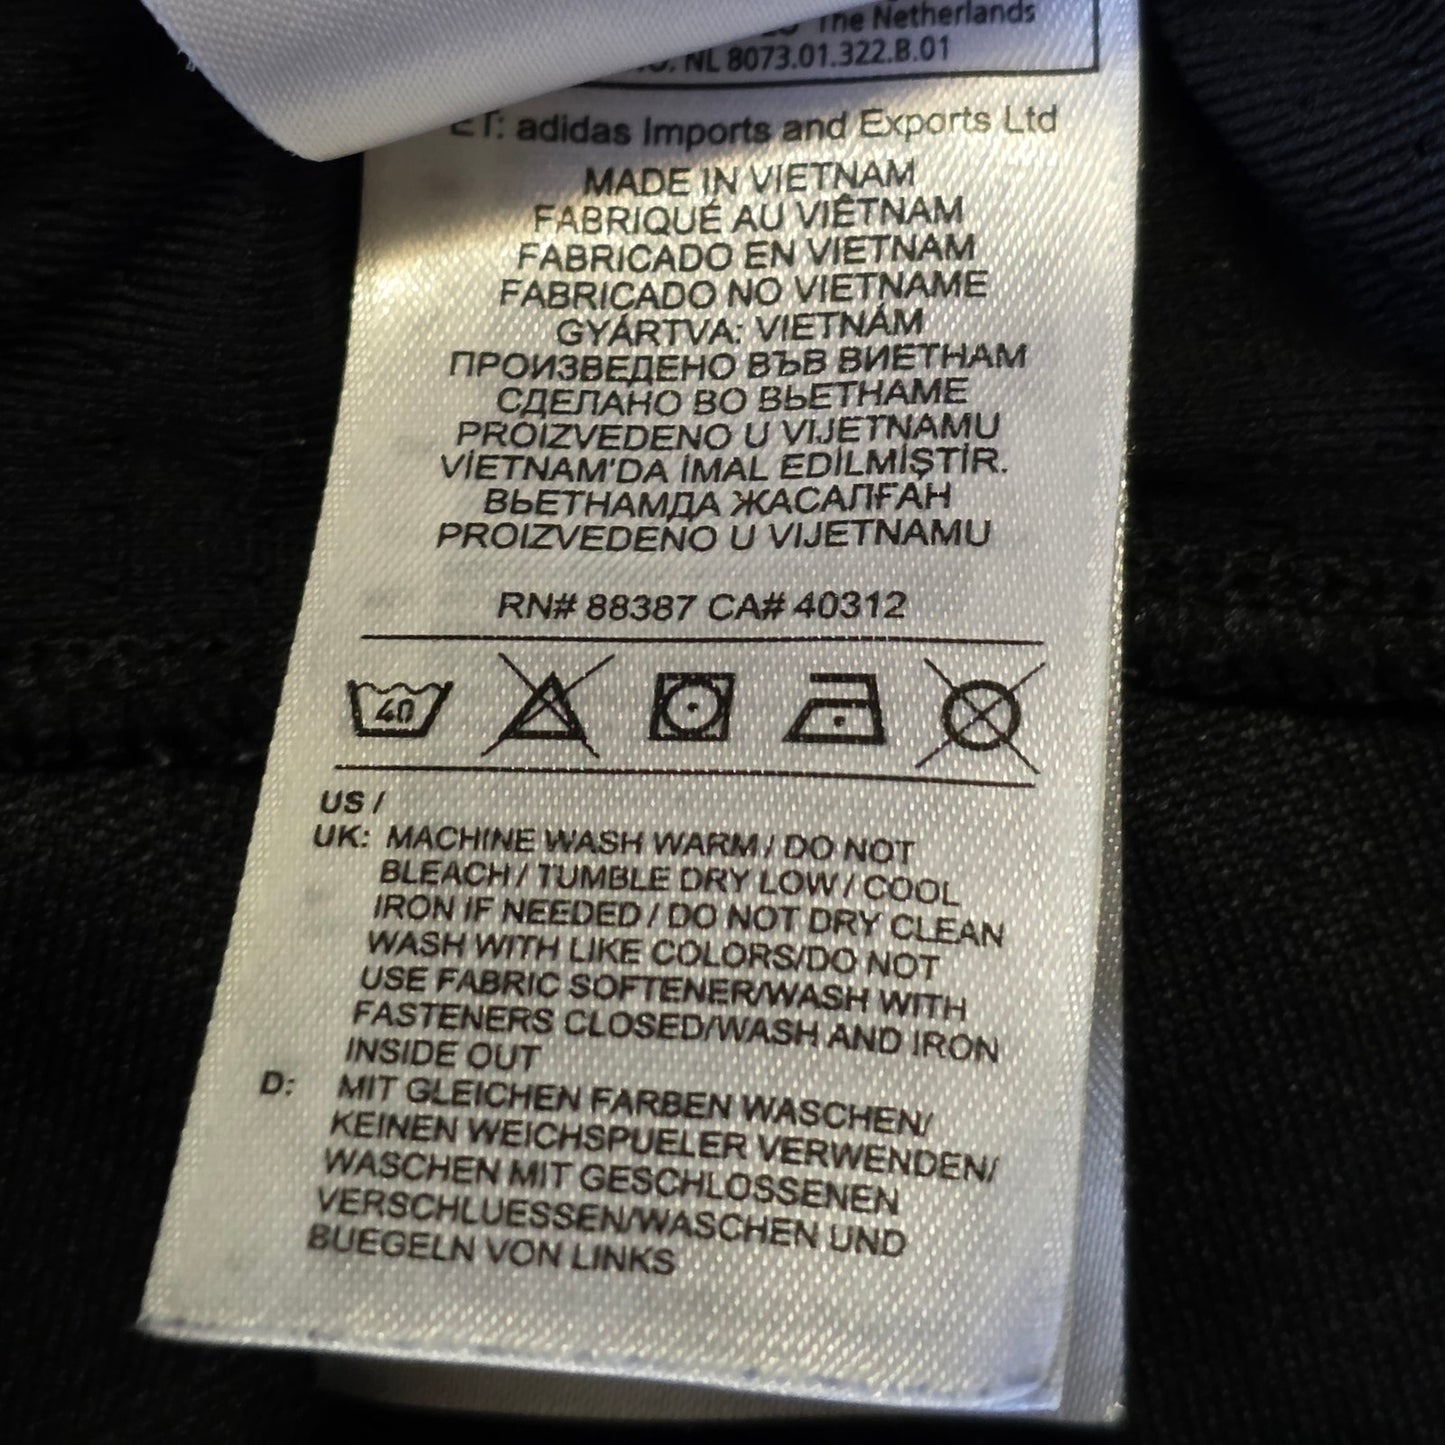 The Netherlands
NL 8073.01.322.B.01
ET: adidas Imports and Exports Ltd
MADE IN VIETNAM
FABRIQUÉ AU VIÊTNAM
FABRICADO EN VIETNAM
FABRICADO NO VIETNAME
GYÁRTVA: VIETNÁM
ПРОИЗВЕДЕНО ВЪВ ВИЕТНАМ
СДЕЛАНО ВО ВЬЕТНАМЕ
PROIZVEDENO U VIJETNAMU
VİETNAM'DA İMAL EDİLMİŞTİR.
ВЬЕТНАМДА ЖАСАЛҒАН
PROIZVEDENO U VIJETNAMU
RN# 88387 CA# 40312
40
US /
UK: MACHINE WASH WARM / DO NOT
BLEACH / TUMBLE DRY LOW / COOL
IRON IF NEEDED / DO NOT DRY CLEAN
WASH WITH LIKE COLORS/DO NOT
USE FABRIC SOFTENER/WASH WITH
FASTENERS CLOSED/WASH AND IRON
INSIDE OUT
D: MIT GLEICHEN FARBEN WASCHEN/
KEINEN WEICHSPUELER VERWENDEN/
WASCHEN MIT GESCHLOSSENEN
VERSCHLUESSEN/WASCHEN UND
BUEGELN VON LINKS